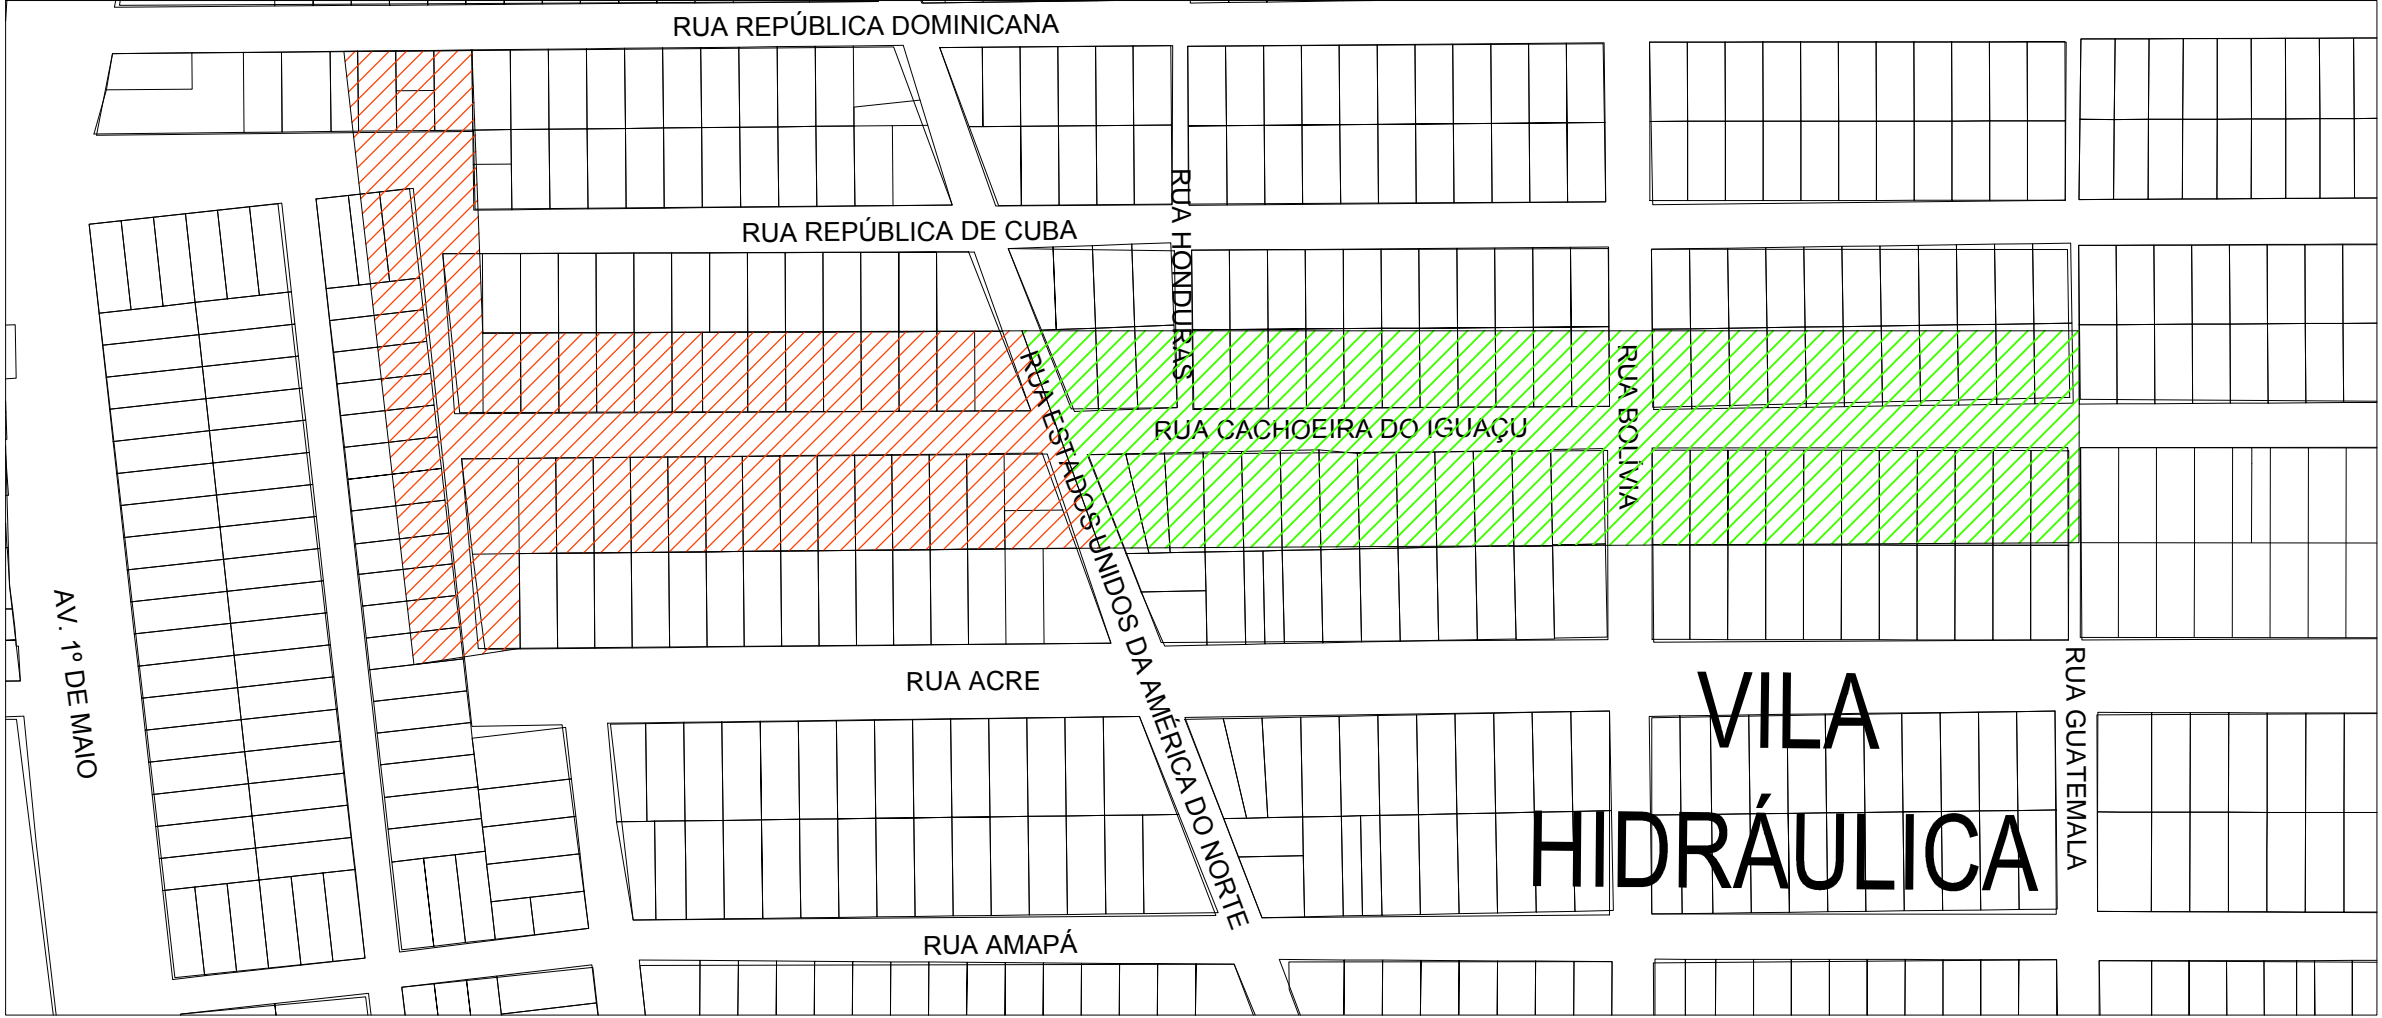 RUA REPÚBLICA DOMINICANA
RUA HONDURAS
RUA REPÚBLICA DE CUBA
RUA ESTADOS UNIDOS DA AMÉRICA DO NORTE
RUA BOLÍVIA
RUA CACHOEIRA DO IGUAÇU
AV. 1º DE MAIO
RUA ACRE
RUA GUATEMALA
VILA
HIDRÁULICA
RUA AMAPÁ